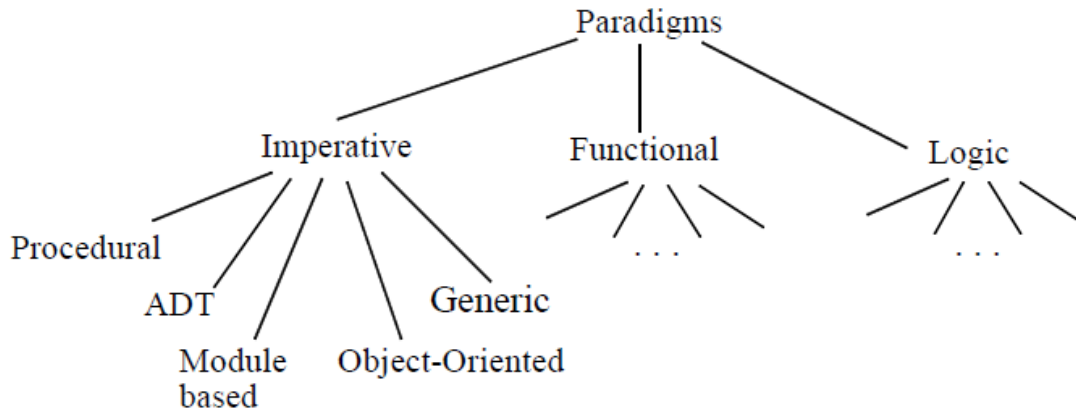 Paradigms
Imperative
Functional
Logic
Procedural
. . .
. . .
ADT
Generic
Module
based
Object-Oriented